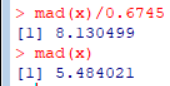 > mad(x)/0.6745
[1] 8.130499
> mad(x)
[1] 5.484021